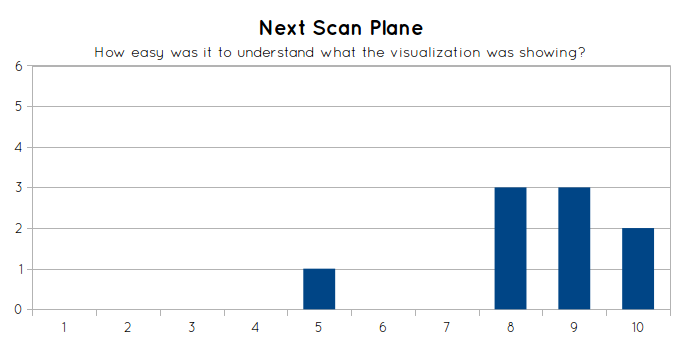 Next Scan Plane
How easy was it to understand what the visualization was showing?
6
5
4
3
2
1
0
1 2 3 4 5 6 7 8 9 10